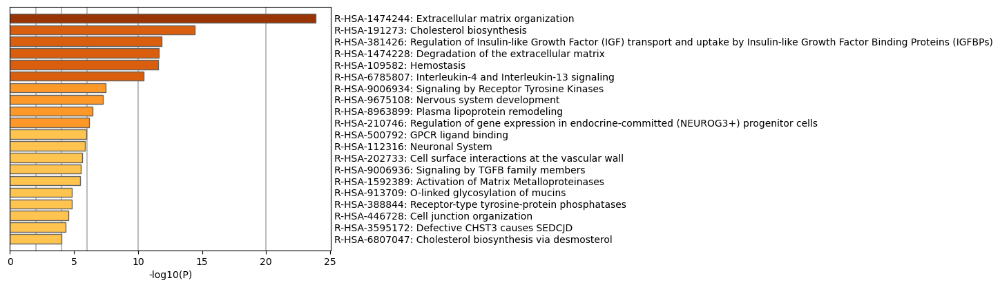 R-HSA-1474244: Extracellular matrix organization
R-HSA-191273: Cholesterol biosynthesis
R-HSA-381426: Regulation of Insulin-like Growth Factor (IGF) transport and uptake by Insulin-like Growth Factor Binding Proteins (IGFBPs)
R-HSA-1474228: Degradation of the extracellular matrix
R-HSA-109582: Hemostasis
R-HSA-6785807: Interleukin-4 and Interleukin-13 signaling
R-HSA-9006934: Signaling by Receptor Tyrosine Kinases
R-HSA-9675108: Nervous system development
R-HSA-8963899: Plasma lipoprotein remodeling
R-HSA-210746: Regulation of gene expression in endocrine-committed (NEUROG3+) progenitor cells
R-HSA-500792: GPCR ligand binding
R-HSA-112316: Neuronal System
R-HSA-202733: Cell surface interactions at the vascular wall
R-HSA-9006936: Signaling by TGFB family members
R-HSA-1592389: Activation of Matrix Metalloproteinases
R-HSA-913709: O-linked glycosylation of mucins
R-HSA-388844: Receptor-type tyrosine-protein phosphatases
R-HSA-446728: Cell junction organization
R-HSA-3595172: Defective CHST3 causes SEDCJD
R-HSA-6807047: Cholesterol biosynthesis via desmosterol
0 5 10 15 20 25
-log10(P)